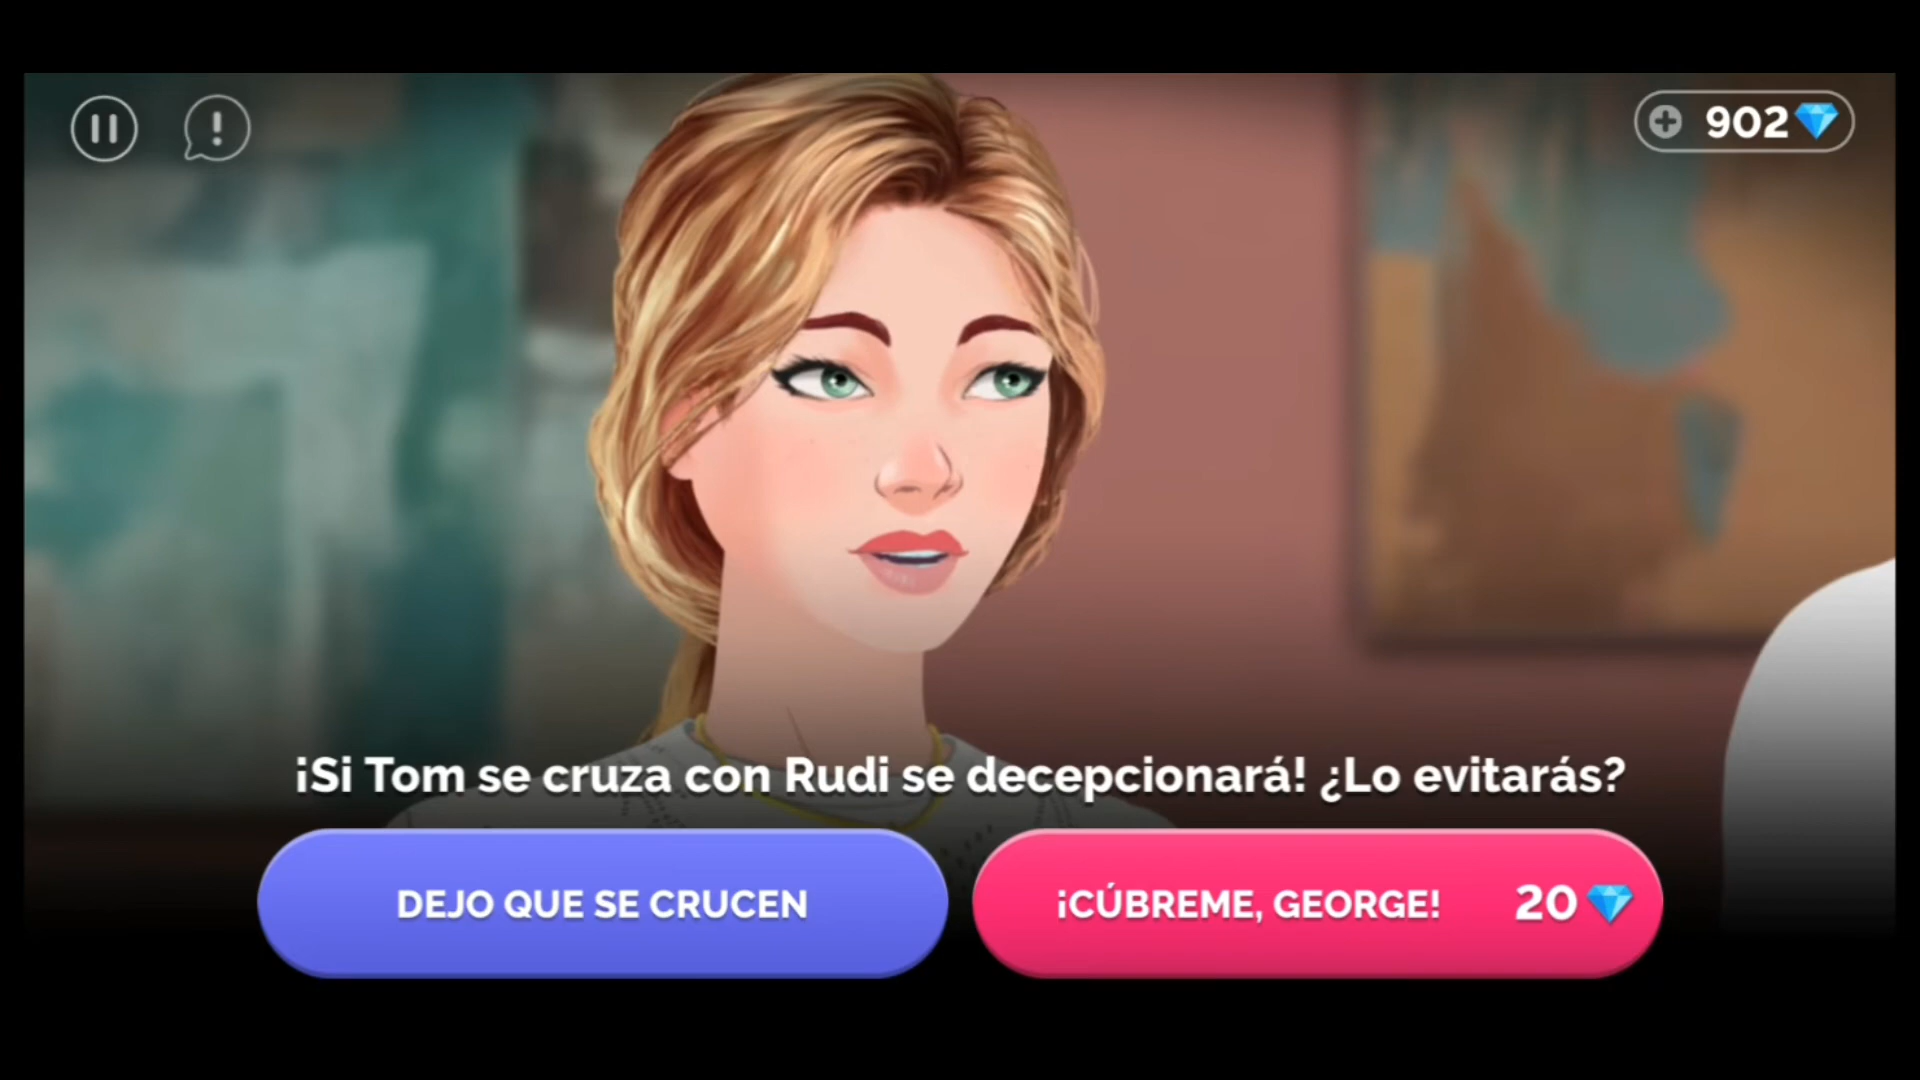 902
¡Si Tom se cruza con Rudi se decepcionará! ¿Lo evitarás?
DEJO QUE SE CRUCEN
¡CÚBREME, GEORGE! 20